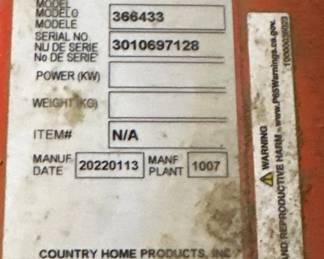 MODEL
MODELO
MODELE
366433
SERIAL NO.
NU DE SERIE
No DE SERIE
3010697128
POWER (KW)
WEIGHT (KG)
ITEM#
N/A
MANUF. DATE
20220113
MANF PLANT
1007
COUNTRY HOME PRODUCTS, INC
WARNING
AND REPRODUCTIVE HARM - www.P65Warnings.ca.gov.